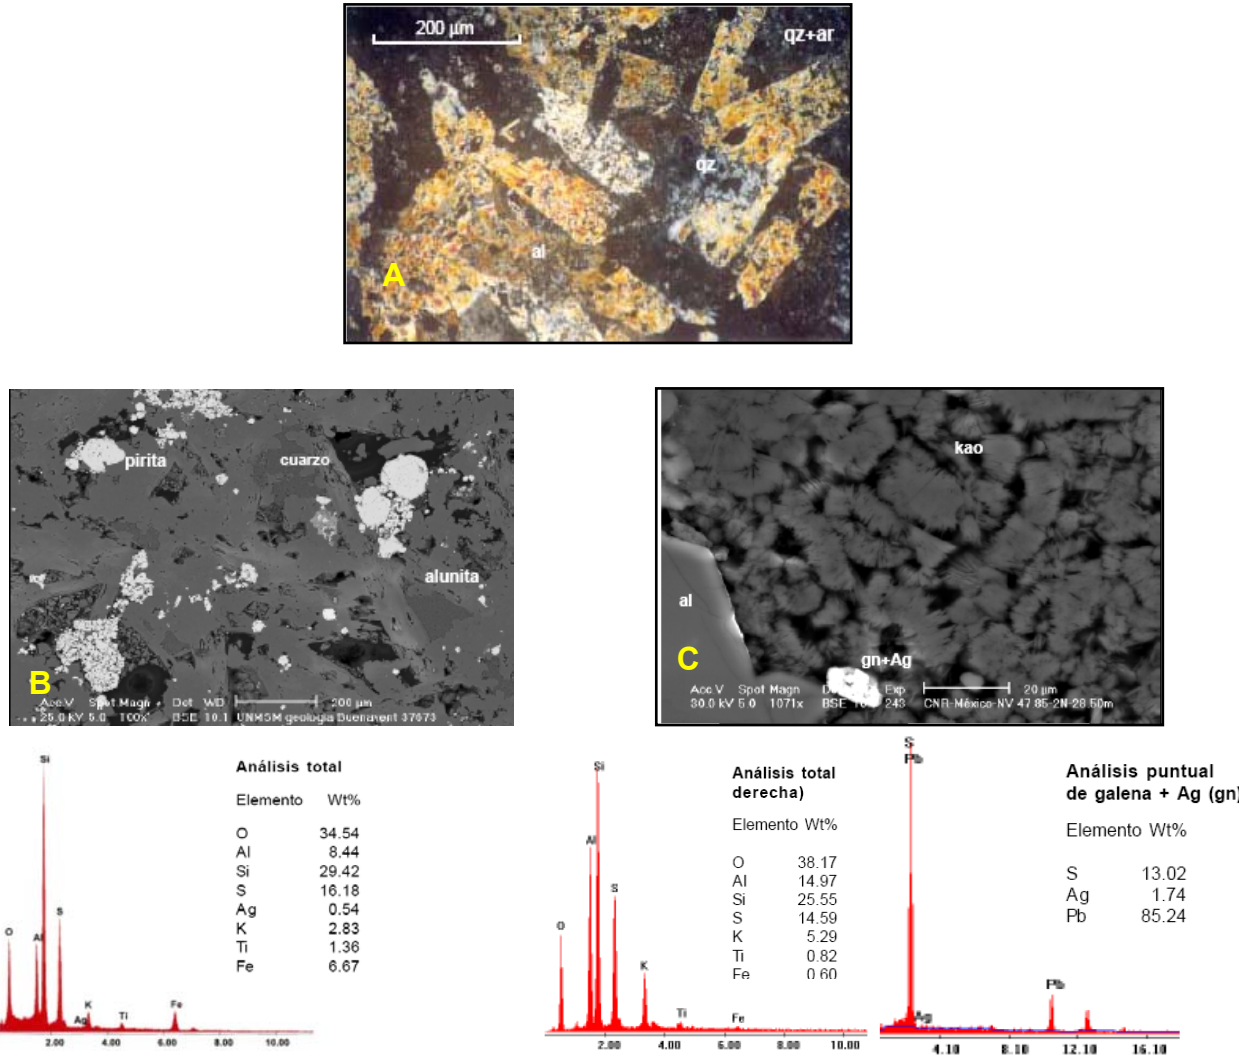 200 µm
qz+ar
qz
al
A
pirita
cuarzo
alunita
B
Acc.V Spot Magn Det WD 200 µm
25.0 kV 5.0 100x BSE 10.1 UNMSM geologia Buenavent 37673
kao
al
gn+Ag
C
Acc.V Spot Magn Exp 20 µm
30.0 kV 5.0 1071x BSE 243 CNR-México-NV 47 85-2N-28.50m
Si
O
Al
S
Ag
K
Ti
Fe
2.00 4.00 6.00 8.00 10.00
Análisis total
Elemento Wt%
O 34.54
Al 8.44
Si 29.42
S 16.18
Ag 0.54
K 2.83
Ti 1.36
Fe 6.67
Si
Al
S
O
K
Ti
Fe
2.00 4.00 6.00 8.00 10.00
Análisis total
derecha)
Elemento Wt%
O 38.17
Al 14.97
Si 25.55
S 14.59
K 5.29
Ti 0.82
Fe 0.60
S
Pb
Ag
Pb
4.10 8.10 12.10 16.10
Análisis puntual
de galena + Ag (gn)
Elemento Wt%
S 13.02
Ag 1.74
Pb 85.24